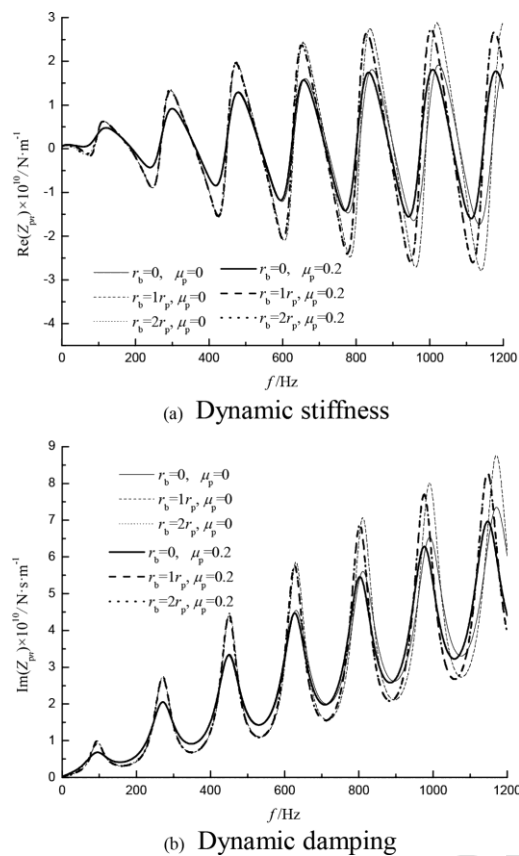 3
2
1
0
-1
-2
-3
-4
Re(Z_pn)×10^10/ N·m^-1
r_b=0, μ_p=0
r_b=1r_p, μ_p=0
r_b=2r_p, μ_p=0
r_b=0, μ_p=0.2
r_b=1r_p, μ_p=0.2
r_b=2r_p, μ_p=0.2
0 200 400 600 800 1000 1200
f /Hz
(a) Dynamic stiffness
9
8
7
6
5
4
3
2
1
0
Im(Z_pn)×10^10/ N·s·m^-1
r_b=0, μ_p=0
r_b=1r_p, μ_p=0
r_b=2r_p, μ_p=0
r_b=0, μ_p=0.2
r_b=1r_p, μ_p=0.2
r_b=2r_p, μ_p=0.2
0 200 400 600 800 1000 1200
f /Hz
(b) Dynamic damping